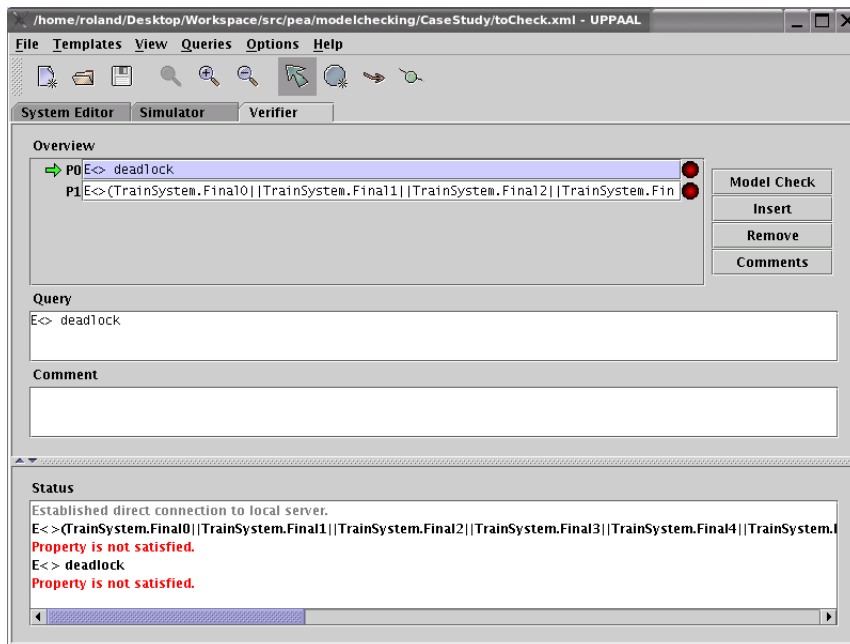 /home/roland/Desktop/Workspace/src/pea/modelchecking/CaseStudy/toCheck.xml - UPPAAL
File Templates View Queries Options Help
System Editor Simulator Verifier
Overview
P0 E<> deadlock
P1 E<>(TrainSystem.Final0||TrainSystem.Final1||TrainSystem.Final2||TrainSystem.Fin
Model Check
Insert
Remove
Comments
Query
E<> deadlock
Comment
Status
Established direct connection to local server.
E<>(TrainSystem.Final0||TrainSystem.Final1||TrainSystem.Final2||TrainSystem.Final3||TrainSystem.Final4||TrainSystem.
Property is not satisfied.
E<> deadlock
Property is not satisfied.